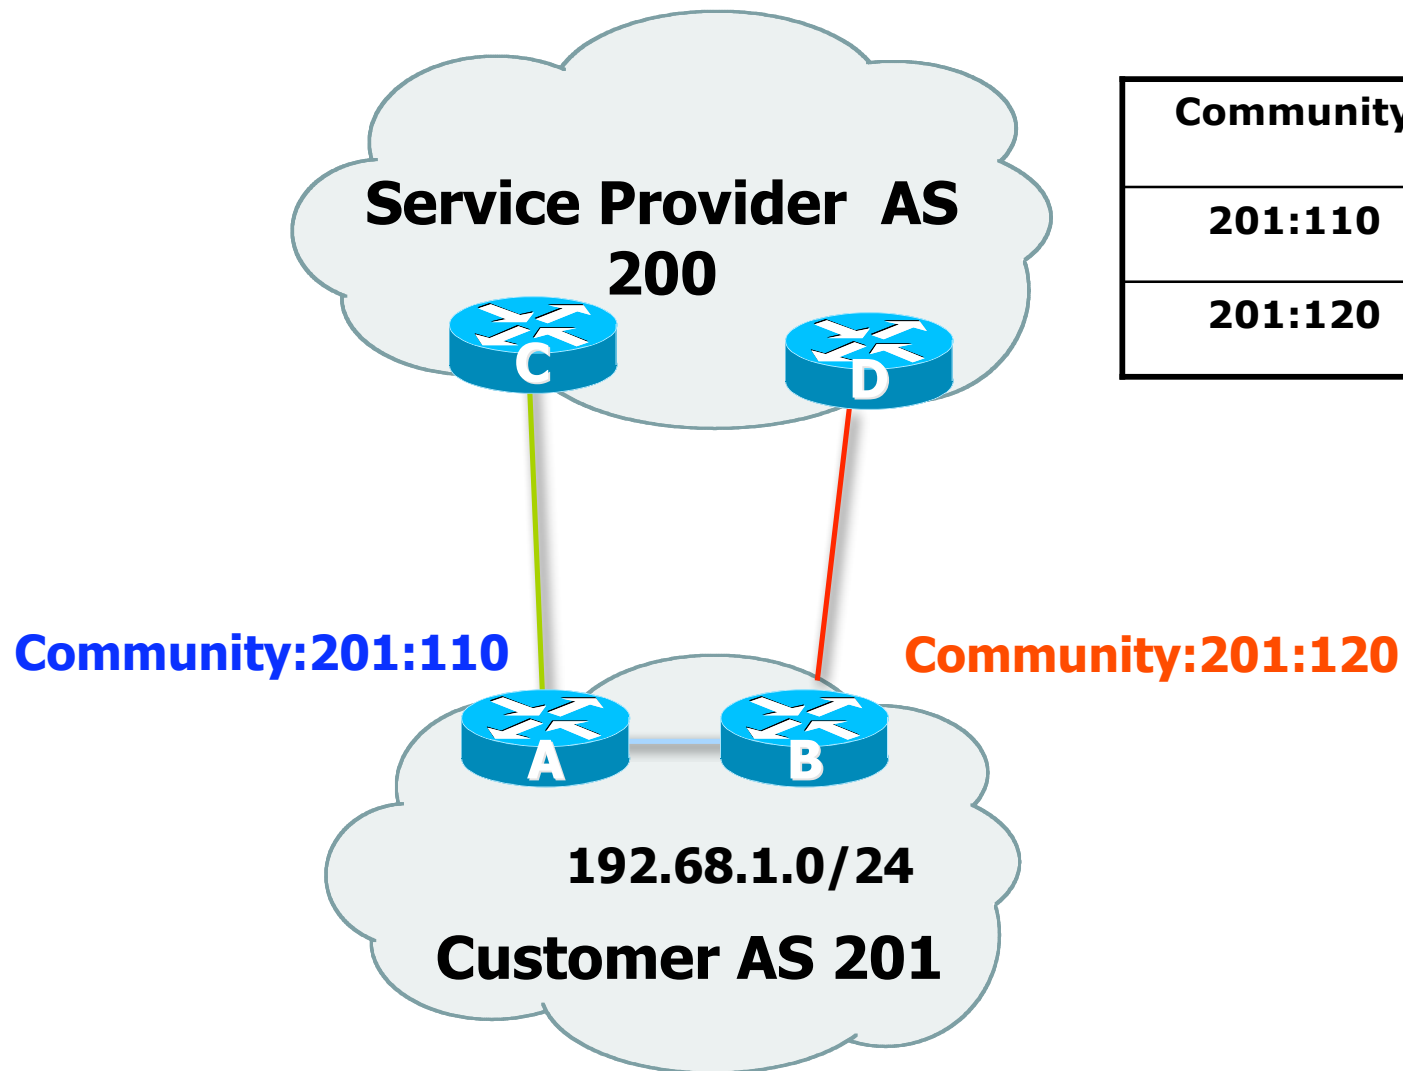 Service Provider  AS
200
Community
201:110
201:120
C
D
Community:201:110
Community:201:120
A
B
192.68.1.0/24
Customer AS 201